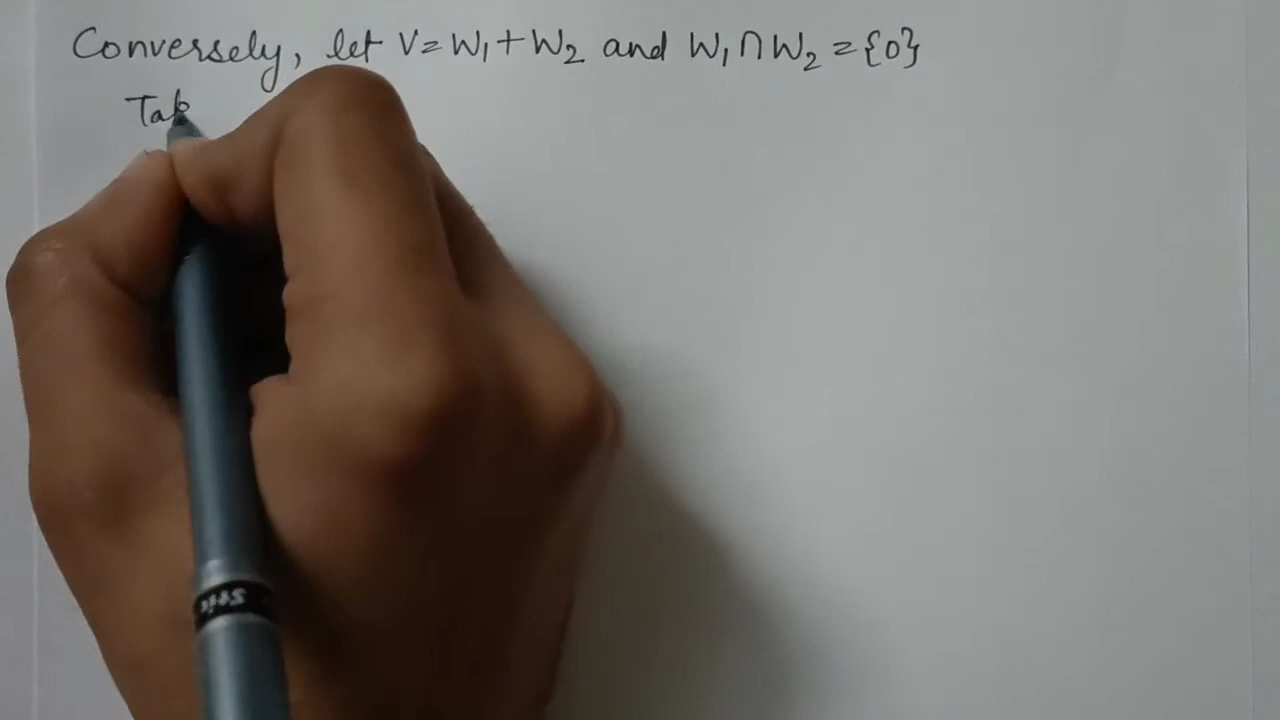 Conversely, let V=W₁+W₂ and W₁∩W₂={0}
Tak